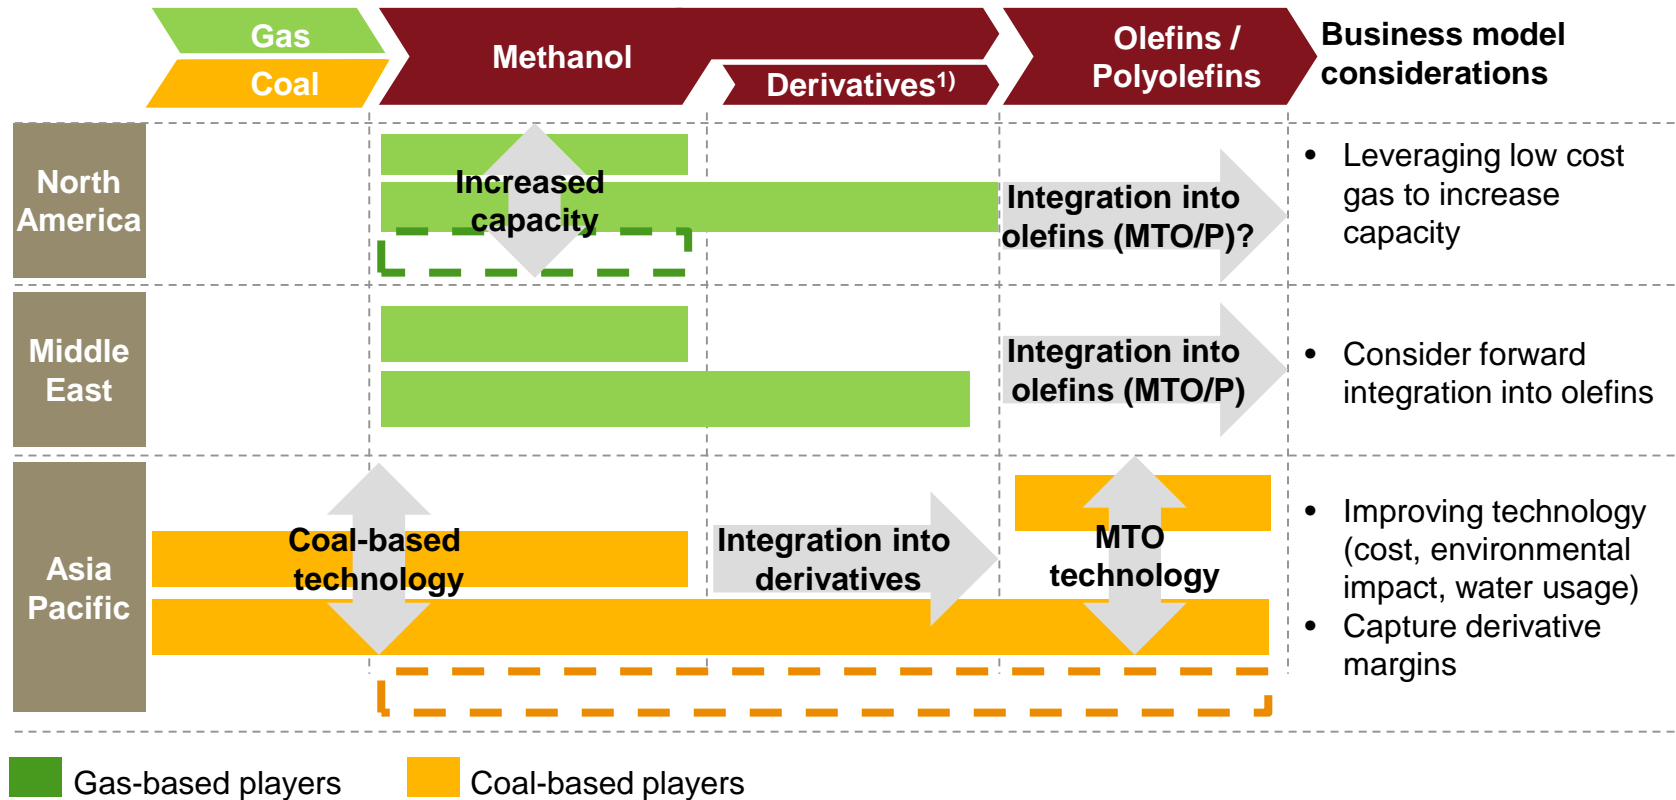 Gas
Coal
Methanol
Derivatives¹⁾
Olefins /
Polyolefins
Business model
considerations
North
America
Increased
capacity
Integration into
olefins (MTO/P)?
• Leveraging low cost
gas to increase
capacity
Middle
East
Integration into
olefins (MTO/P)
• Consider forward
integration into olefins
Asia
Pacific
Coal-based
technology
Integration into
derivatives
MTO
technology
• Improving technology
(cost, environmental
impact, water usage)
• Capture derivative
margins
Gas-based players
Coal-based players